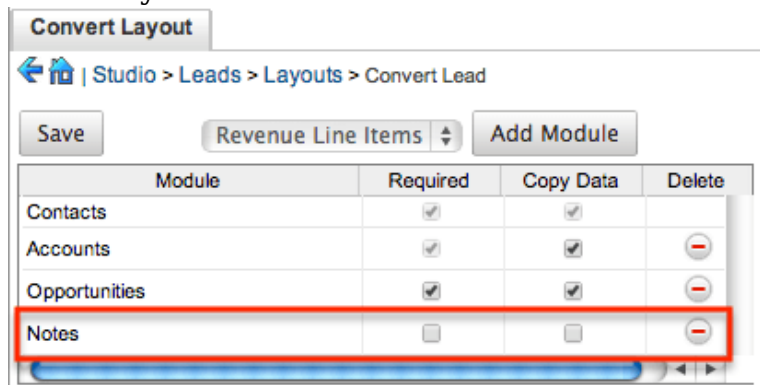 Convert Layout
| Studio > Leads > Layouts > Convert Lead
Save Revenue Line Items Add Module
Module Required Copy Data Delete
Contacts
Accounts
Opportunities
Notes